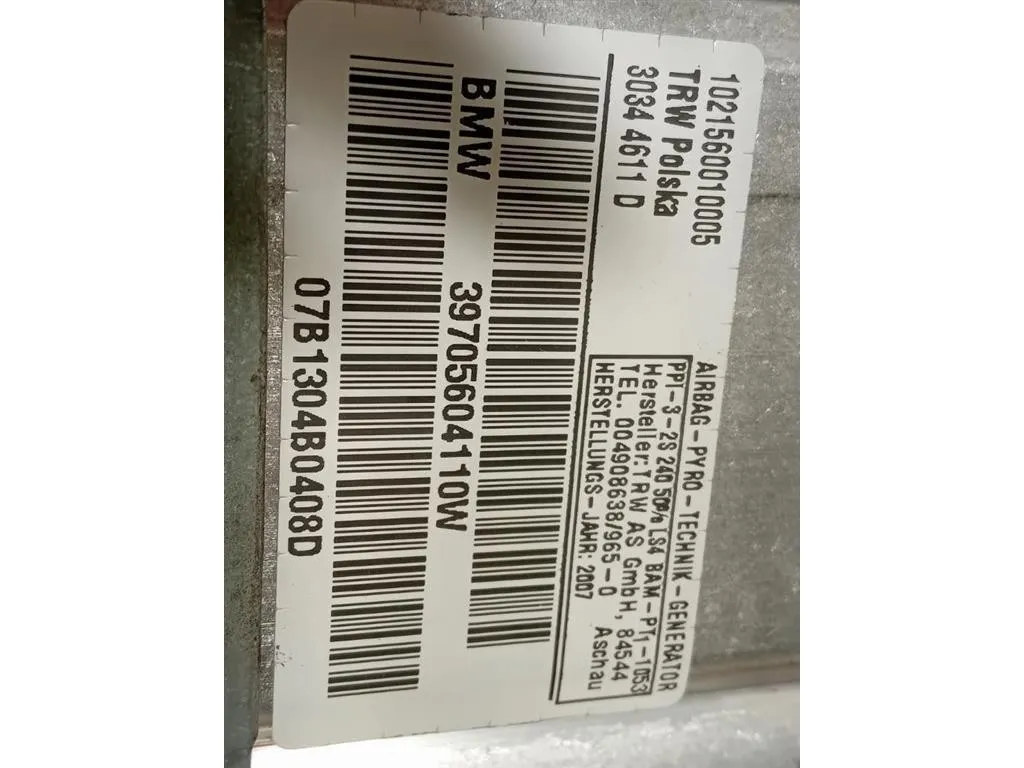 1021560010005
TRW Polska
3034 4611 D
AIRBAG-PYRO-TECHNIK-GENERATOR
PPI-3-2S 240 50% LS4 BAM-PT1-1053
Hersteller:TRW AS GmbH, 84544
TEL. 004908638/965-0 Aschau
HERSTELLUNGS-JAHR: 2007
BMW 39705604110W
07B1304B0408D